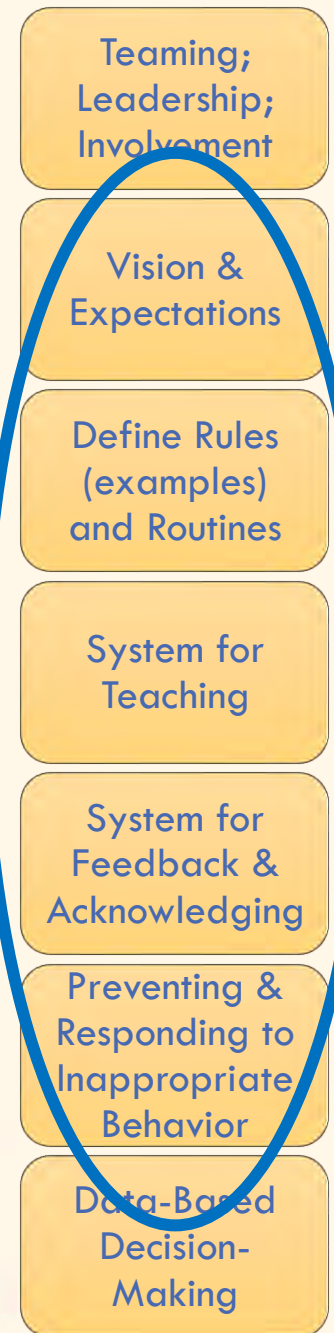 Teaming;
Leadership;
Involvement
Vision &
Expectations
Define Rules
(examples)
and Routines
System for
Teaching
System for
Feedback &
Acknowledging
Preventing &
Responding to
Inappropriate
Behavior
Data-Based
Decision-
Making